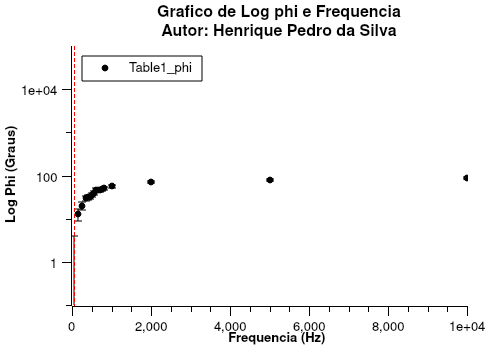 Grafico de Log phi e Frequencia
Autor: Henrique Pedro da Silva
Table1_phi
Log Phi (Graus)
1e+04
100
1
0 2,000 4,000 6,000 8,000 1e+04
Frequencia (Hz)